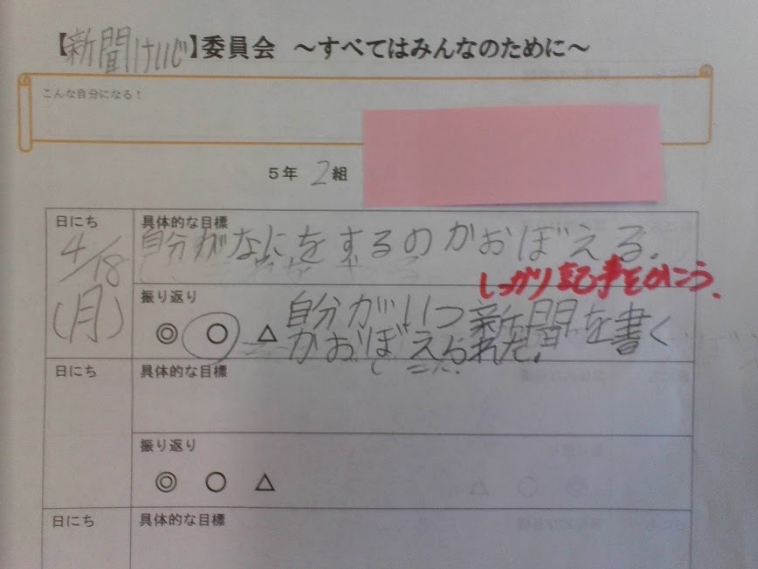 【新聞けいじ】委員会 ～すべてはみんなのために～
こんな自分になる！
5年 2組
日にち
具体的な目標
4/18
(月)
自分がなにをするのかおぼえる。
しっかり記事をかこう。
振り返り
◎ ○ △
自分がいつ新聞を書く
かおぼえられた。
日にち
具体的な目標
振り返り
◎ ○ △
日にち
具体的な目標